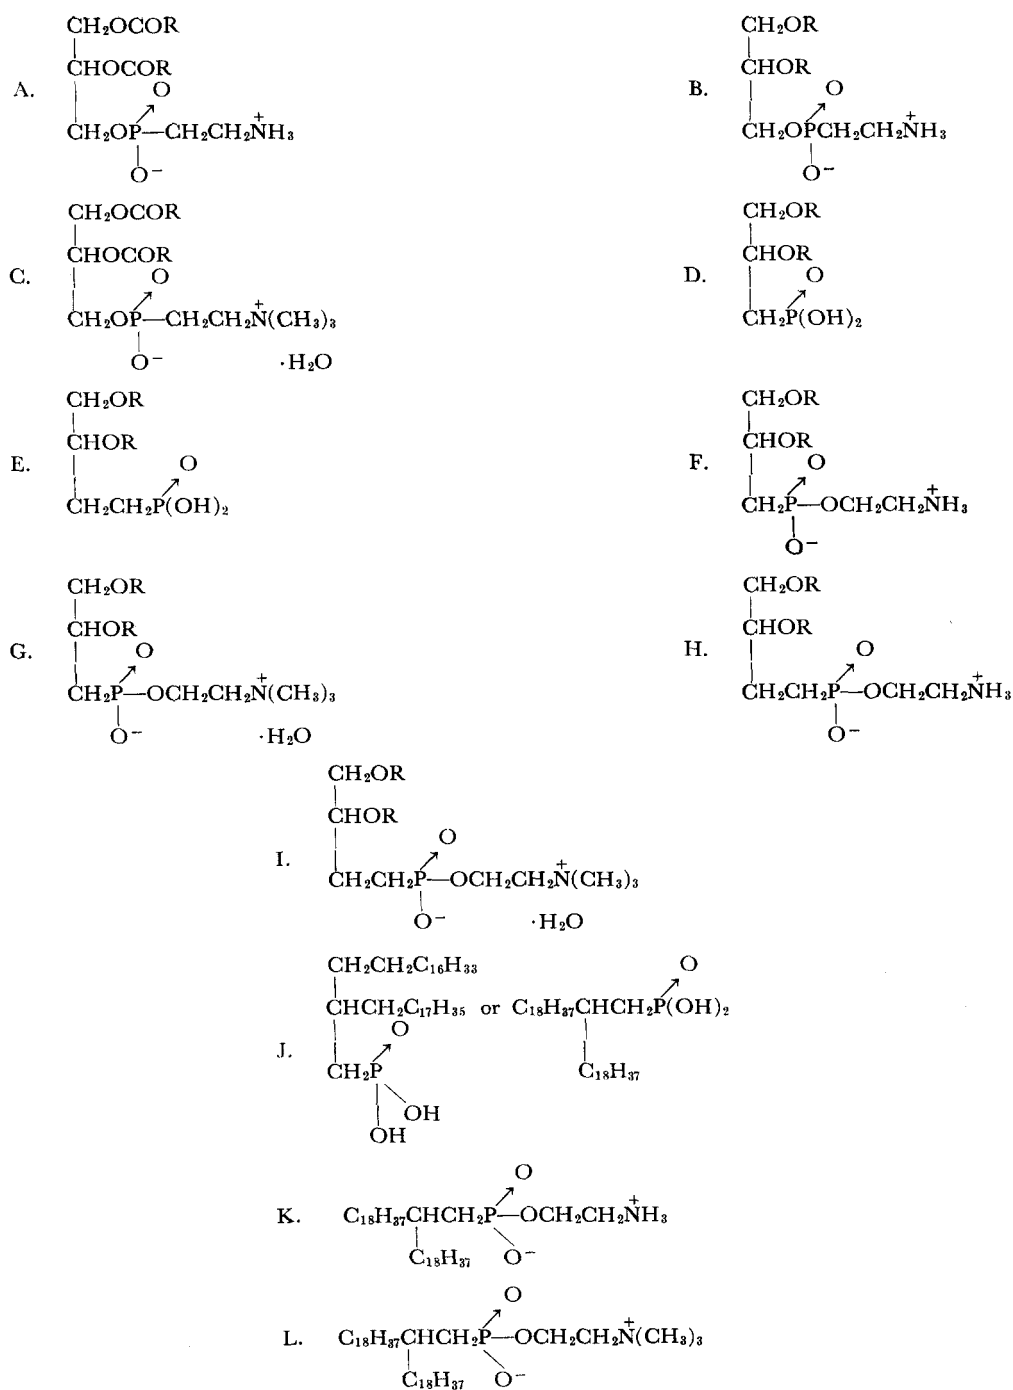 A.
CH₂OCOR
CHOCOR
O
CH₂OP—CH₂CH₂N⁺H₃
O⁻
B.
CH₂OR
CHOR
O
CH₂OPCH₂CH₂N⁺H₃
O⁻
C.
CH₂OCOR
CHOCOR
O
CH₂OP—CH₂CH₂N⁺(CH₃)₃
O⁻ ·H₂O
D.
CH₂OR
CHOR
O
CH₂P(OH)₂
E.
CH₂OR
CHOR
O
CH₂CH₂P(OH)₂
F.
CH₂OR
CHOR
O
CH₂P—OCH₂CH₂N⁺H₃
O⁻
G.
CH₂OR
CHOR
O
CH₂P—OCH₂CH₂N⁺(CH₃)₃
O⁻ ·H₂O
H.
CH₂OR
CHOR
O
CH₂CH₂P—OCH₂CH₂N⁺H₃
O⁻
I.
CH₂OR
CHOR
O
CH₂CH₂P—OCH₂CH₂N⁺(CH₃)₃
O⁻ ·H₂O
J.
CH₂CH₂C₁₆H₃₃ O
CHCH₂C₁₇H₃₅ or C₁₈H₃₇CHCH₂P(OH)₂
O
CH₂P C₁₈H₃₇
OH
OH
K.
O
C₁₈H₃₇CHCH₂P—OCH₂CH₂N⁺H₃
C₁₈H₃₇ O⁻
L.
O
C₁₈H₃₇CHCH₂P—OCH₂CH₂N⁺(CH₃)₃
C₁₈H₃₇ O⁻